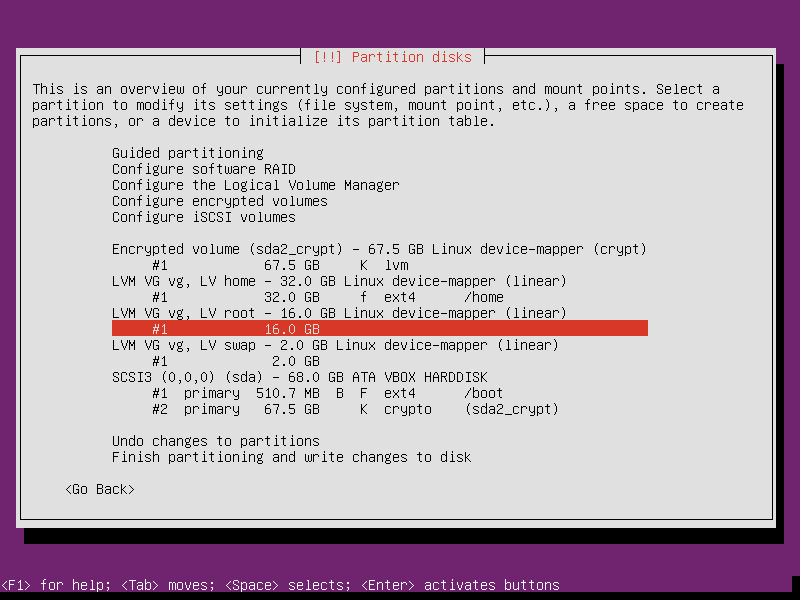 [!!] Partition disks
This is an overview of your currently configured partitions and mount points. Select a
partition to modify its settings (file system, mount point, etc.), a free space to create
partitions, or a device to initialize its partition table.
Guided partitioning
Configure software RAID
Configure the Logical Volume Manager
Configure encrypted volumes
Configure iSCSI volumes
Encrypted volume (sda2_crypt) - 67.5 GB Linux device-mapper (crypt)
#1 67.5 GB K lvm
LVM VG vg, LV home - 32.0 GB Linux device-mapper (linear)
#1 32.0 GB f ext4 /home
LVM VG vg, LV root - 16.0 GB Linux device-mapper (linear)
#1 16.0 GB
LVM VG vg, LV swap - 2.0 GB Linux device-mapper (linear)
#1 2.0 GB
SCSI3 (0,0,0) (sda) - 68.0 GB ATA VBOX HARDDISK
#1 primary 510.7 MB B F ext4 /boot
#2 primary 67.5 GB K crypto (sda2_crypt)
Undo changes to partitions
Finish partitioning and write changes to disk
<Go Back>
<F1> for help; <Tab> moves; <Space> selects; <Enter> activates buttons